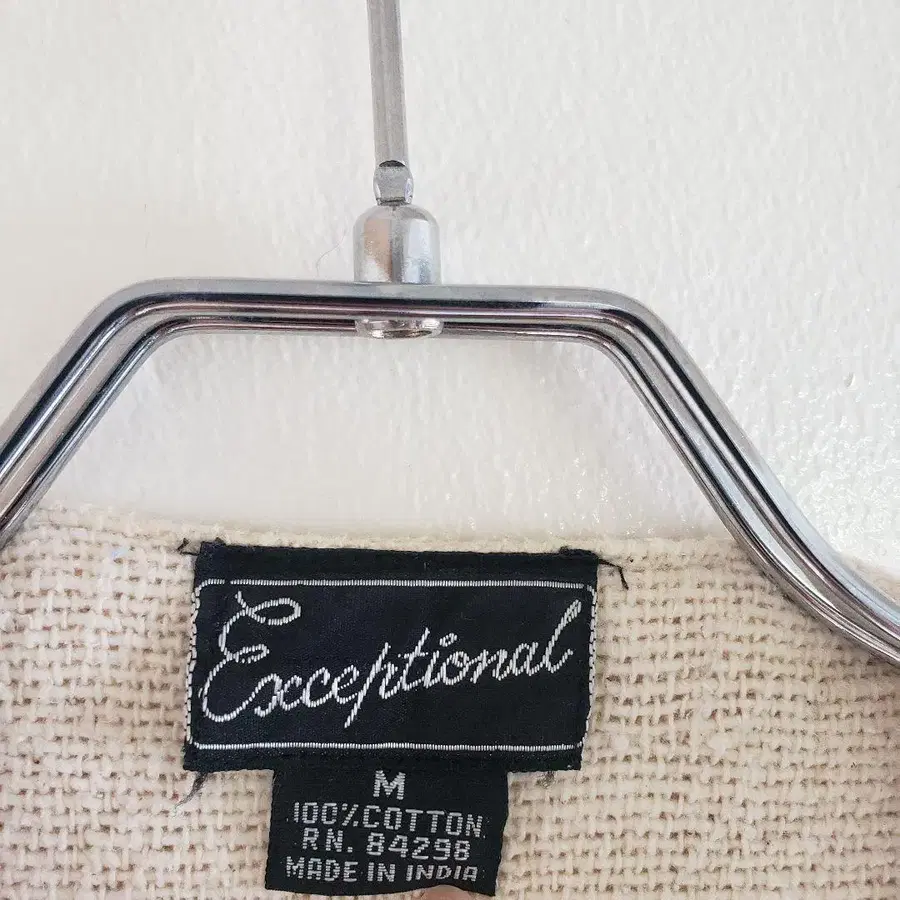 Exceptional
M
100% COTTON
RN. 84298
MADE IN INDIA